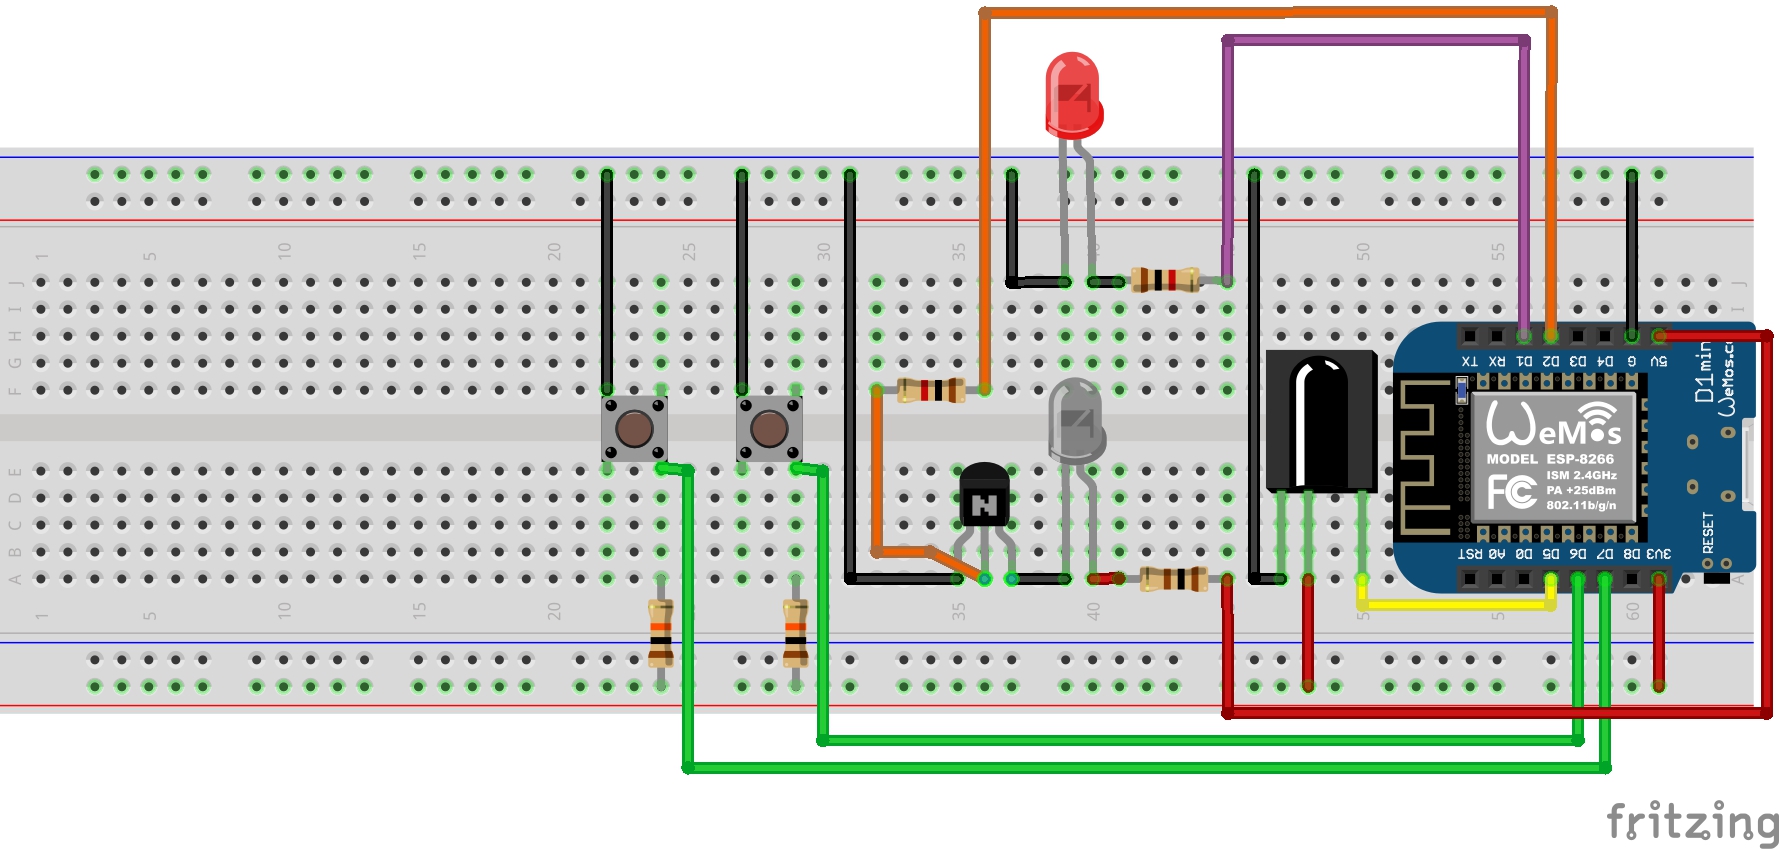 1 5 10 15 20 25 30 35 40 50 55
J I H G F
J I
TX RX D1 D2 D3 D4 G 5V
D1 min
WeMos.c
WeMos
MODEL ESP-8266
ISM 2.4GHz
FC PA +25dBm
802.11b/g/n
N
E D C B A
RST A0 D0 D5 D6 D7 D8 3V3
RESET
A
1 5 10 15 20 35 40 60
fritzing